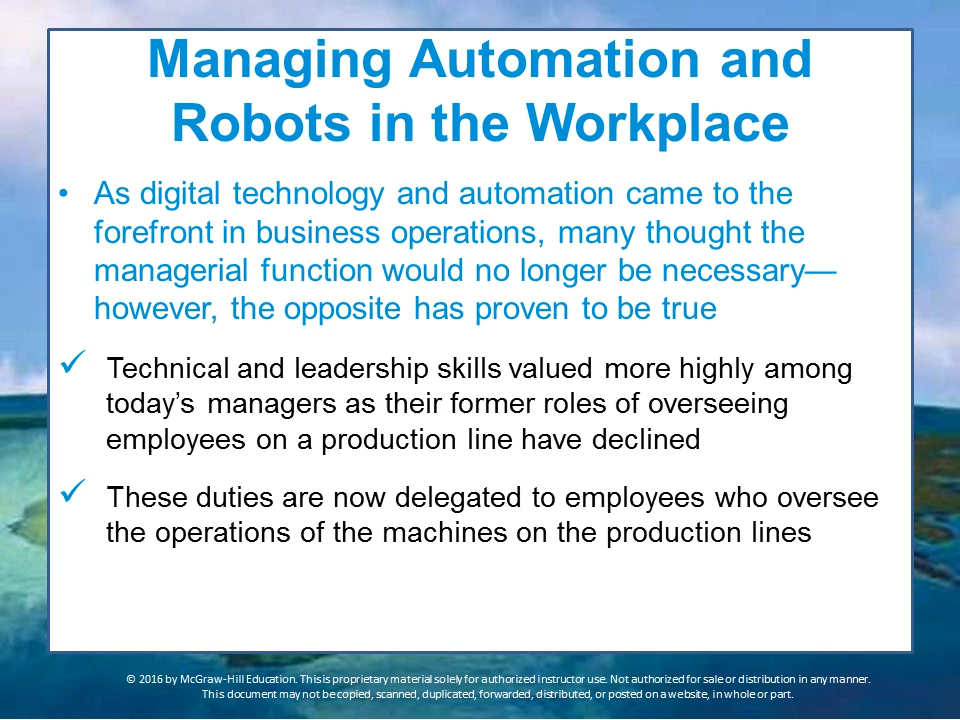 Managing Automation and
Robots in the Workplace
• As digital technology and automation came to the
forefront in business operations, many thought the
managerial function would no longer be necessary—
however, the opposite has proven to be true
✓ Technical and leadership skills valued more highly among
today’s managers as their former roles of overseeing
employees on a production line have declined
✓ These duties are now delegated to employees who oversee
the operations of the machines on the production lines
© 2016 by McGraw-Hill Education. This is proprietary material solely for authorized instructor use. Not authorized for sale or distribution in any manner.
This document may not be copied, scanned, duplicated, forwarded, distributed, or posted on a website, in whole or part.